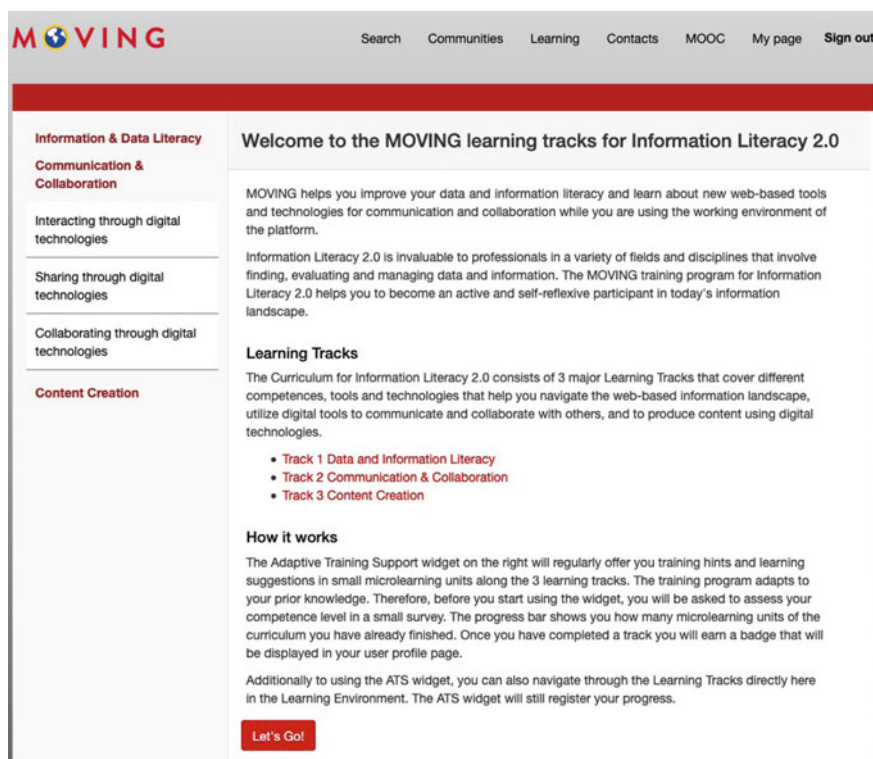 MOVING
Search Communities Learning Contacts MOOC My page Sign out
Information & Data Literacy
Communication &
Collaboration
Interacting through digital
technologies
Sharing through digital
technologies
Collaborating through digital
technologies
Content Creation
Welcome to the MOVING learning tracks for Information Literacy 2.0
MOVING helps you improve your data and information literacy and learn about new web-based tools
and technologies for communication and collaboration while you are using the working environment of
the platform.
Information Literacy 2.0 is invaluable to professionals in a variety of fields and disciplines that involve
finding, evaluating and managing data and information. The MOVING training program for Information
Literacy 2.0 helps you to become an active and self-reflexive participant in today's information
landscape.
Learning Tracks
The Curriculum for Information Literacy 2.0 consists of 3 major Learning Tracks that cover different
competences, tools and technologies that help you navigate the web-based information landscape,
utilize digital tools to communicate and collaborate with others, and to produce content using digital
technologies.
• Track 1 Data and Information Literacy
• Track 2 Communication & Collaboration
• Track 3 Content Creation
How it works
The Adaptive Training Support widget on the right will regularly offer you training hints and learning
suggestions in small microlearning units along the 3 learning tracks. The training program adapts to
your prior knowledge. Therefore, before you start using the widget, you will be asked to assess your
competence level in a small survey. The progress bar shows you how many microlearning units of the
curriculum you have already finished. Once you have completed a track you will earn a badge that will
be displayed in your user profile page.
Additionally to using the ATS widget, you can also navigate through the Learning Tracks directly here
in the Learning Environment. The ATS widget will still register your progress.
Let's Go!